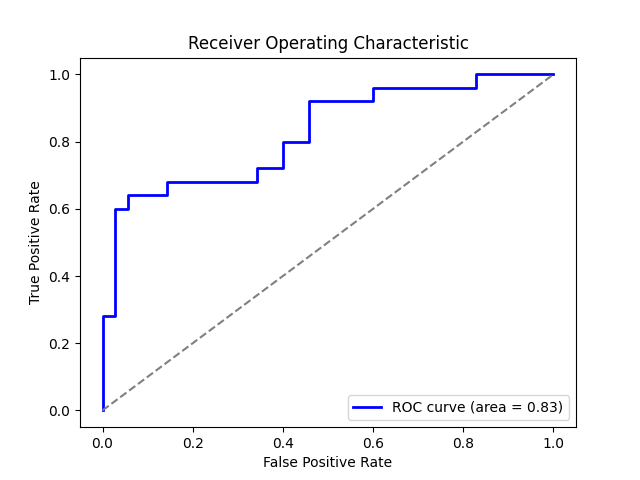 Receiver Operating Characteristic
1.0
0.8
0.6
0.4
0.2
0.0
True Positive Rate
ROC curve (area = 0.83)
0.0 0.2 0.4 0.6 0.8 1.0
False Positive Rate